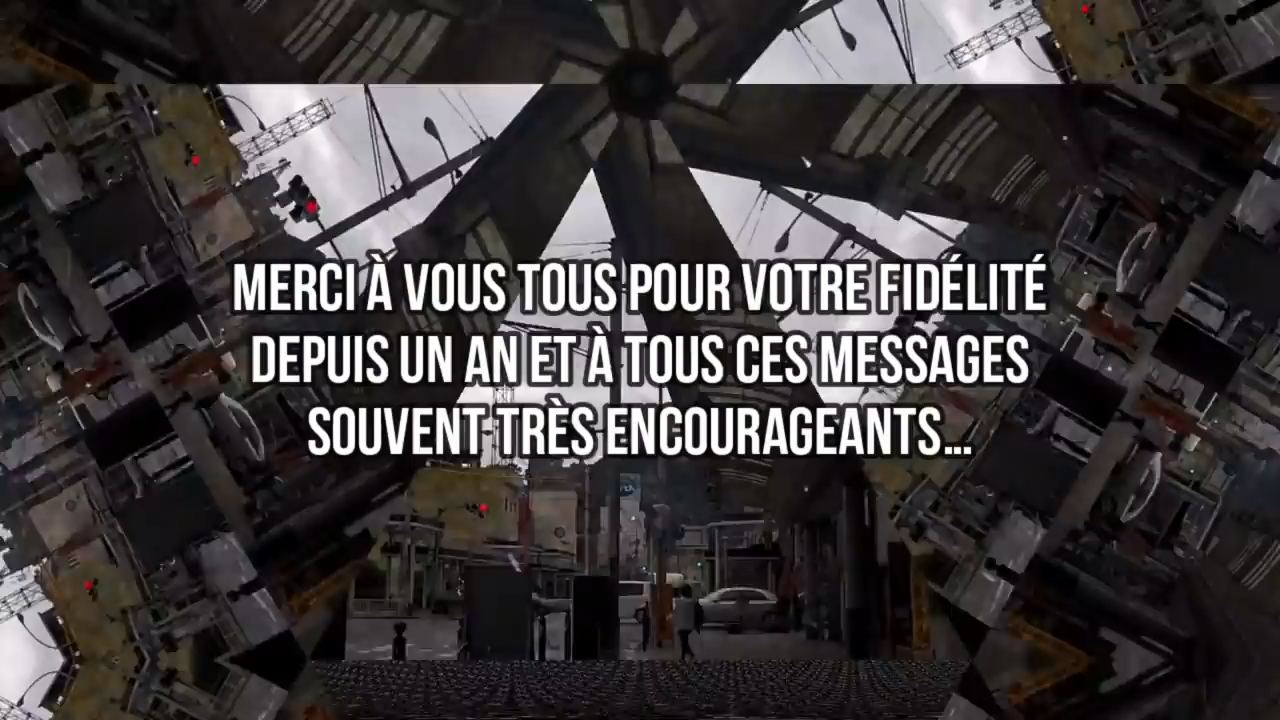 MERCI À VOUS TOUS POUR VOTRE FIDÉLITÉ
DEPUIS UN AN ET À TOUS CES MESSAGES
SOUVENT TRÈS ENCOURAGEANTS...